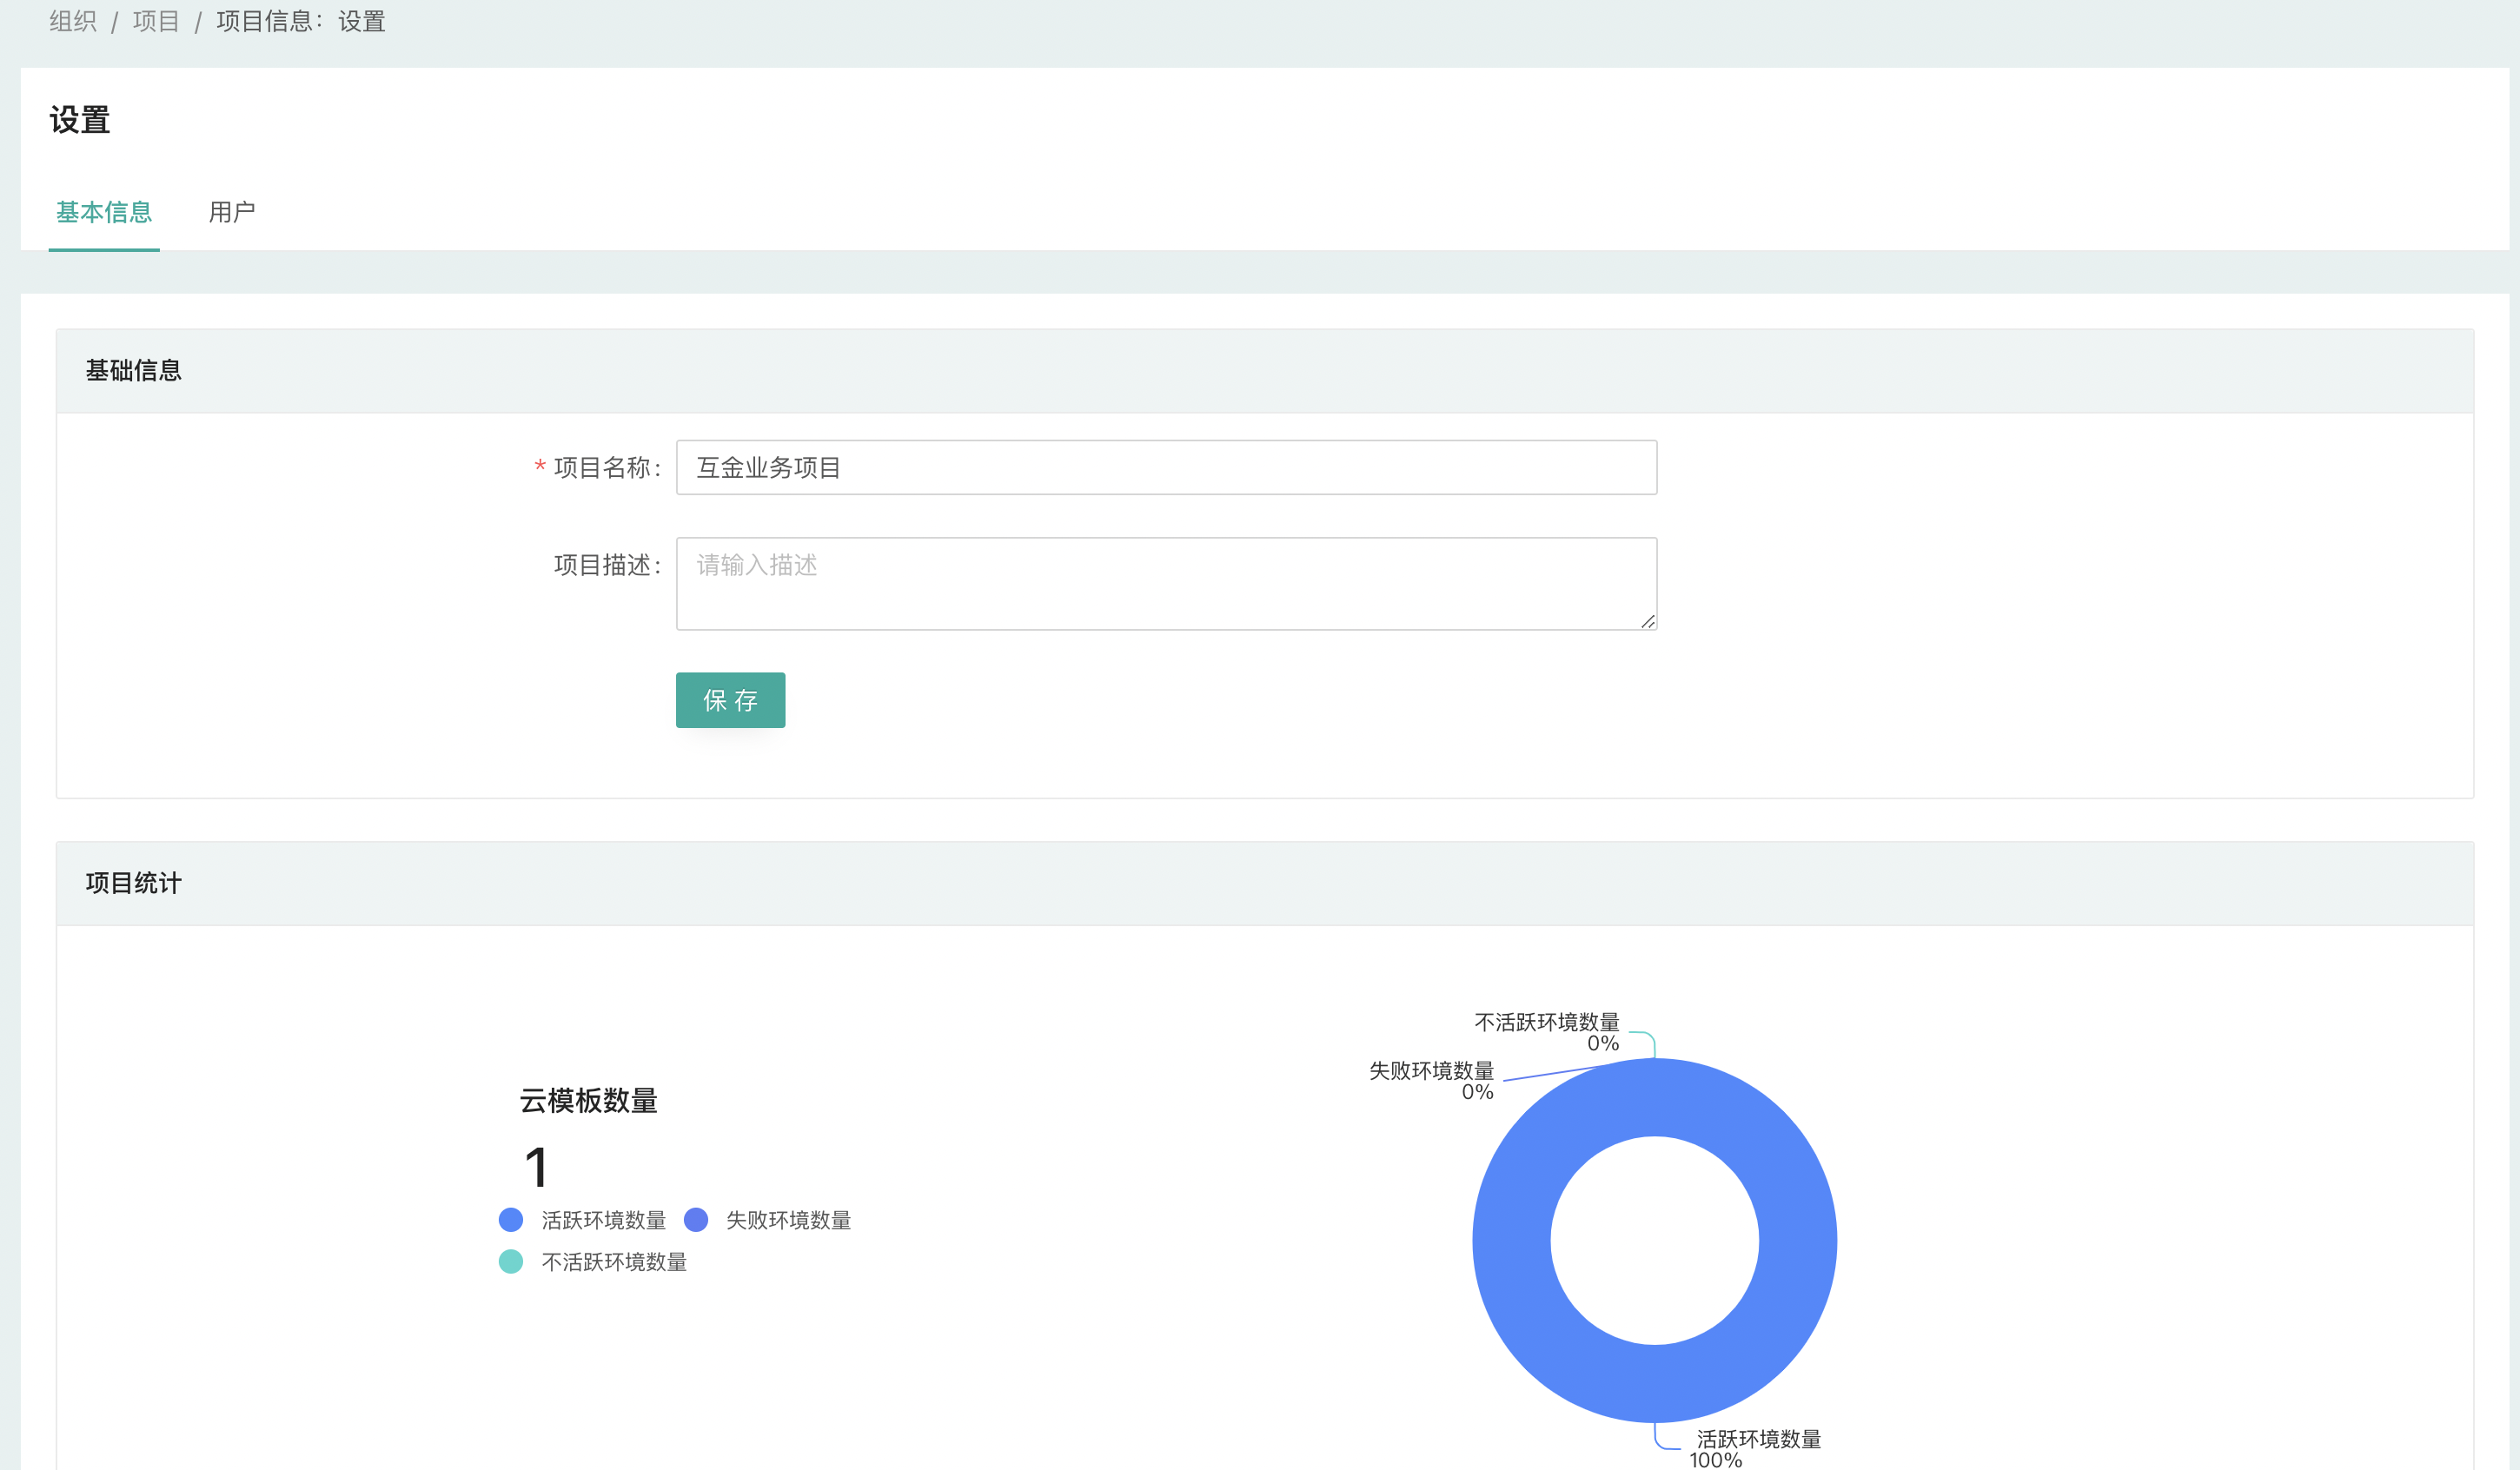 组织 / 项目 / 项目信息：设置
设置
基本信息 用户
基础信息
* 项目名称： 互金业务项目
项目描述： 请输入描述
保 存
项目统计
云模板数量
1
活跃环境数量 失败环境数量
不活跃环境数量
不活跃环境数量
0%
失败环境数量
0%
活跃环境数量
100%